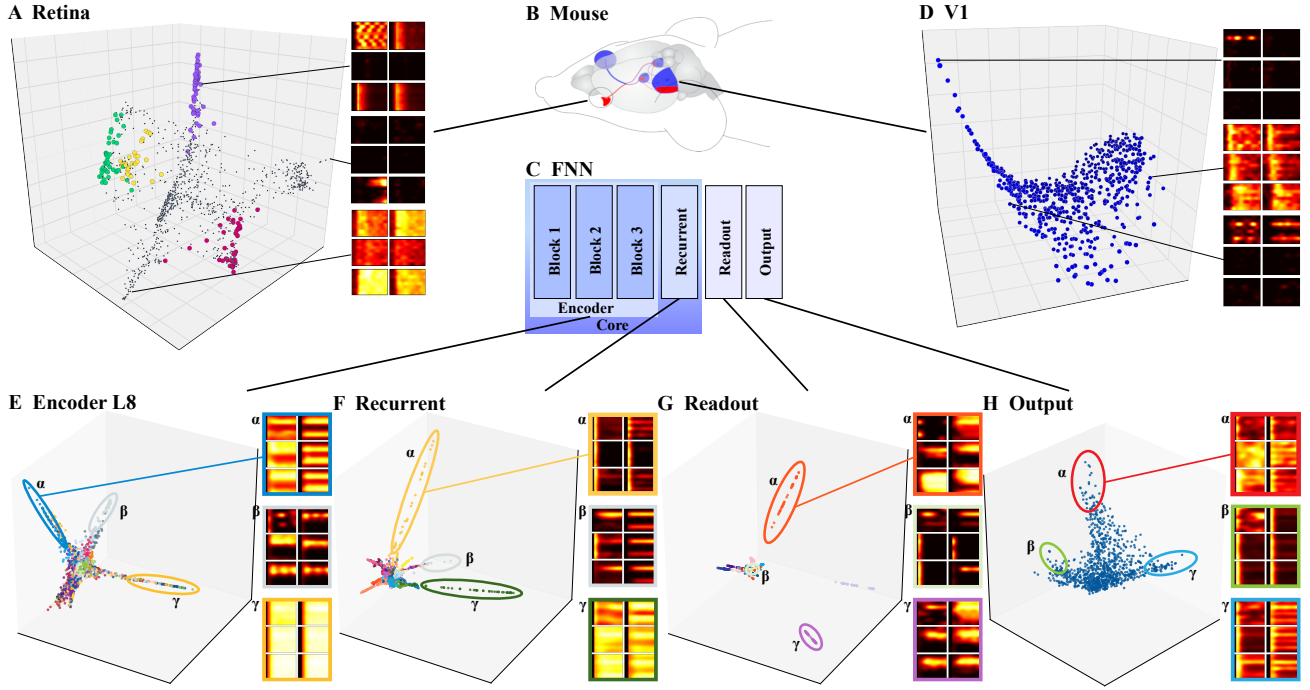 A Retina
B Mouse
D V1
C FNN
Block 1
Block 2
Block 3
Recurrent
Readout
Output
Encoder
Core
E Encoder L8
F Recurrent
G Readout
H Output
α
β
γ
α
β
γ
α
β
γ
α
β
γ
α
β
γ
α
β
γ
α
β
γ